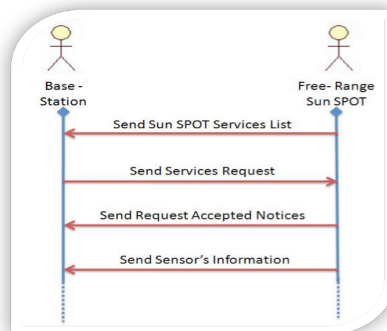 Base -
Station
Free- Range
Sun SPOT
Send Sun SPOT Services List
Send Services Request
Send Request Accepted Notices
Send Sensor's Information